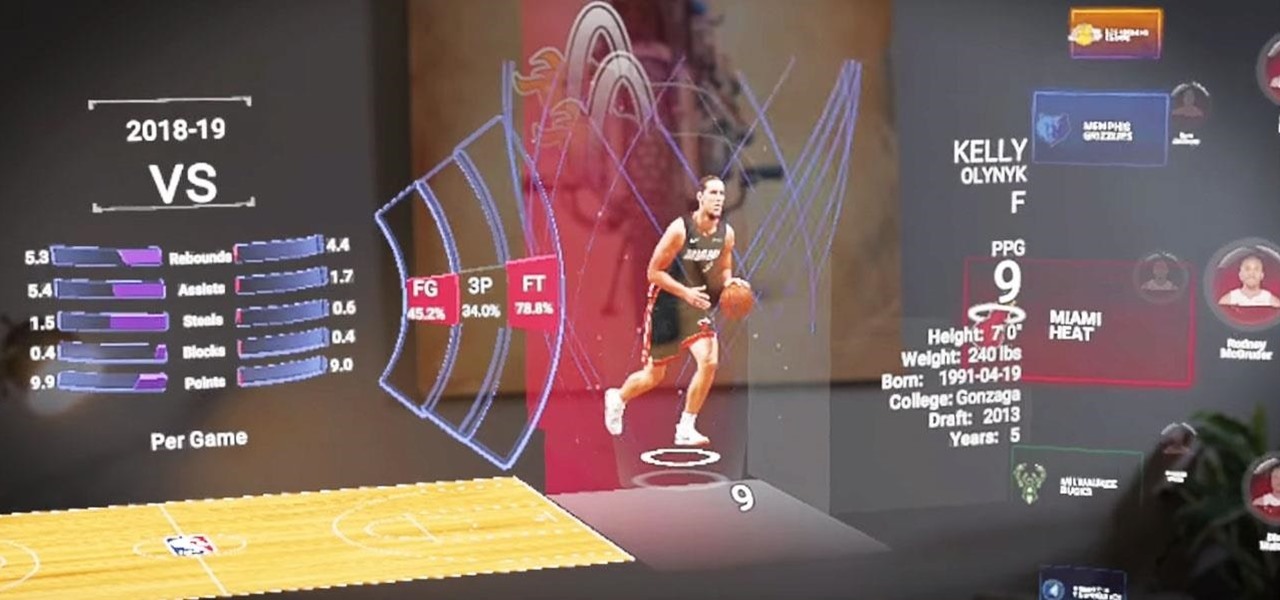 2018-19
VS
5.3 Rebounds 4.4
5.4 Assists 1.7
1.5 Steals 0.6
0.4 Blocks 0.4
9.9 Points 9.0
Per Game
FG 3P FT
45.2% 34.0% 78.8%
MIAMI
9
KELLY
OLYNYK
F
PPG
9
Height: 7'0"
Weight: 240 lbs
Born: 1991-04-19
College: Gonzaga
Draft: 2013
Years: 5
MEMPHIS
GRIZZLIES
MIAMI
HEAT
Rodney
McGruder
MILWAUKEE
BUCKS